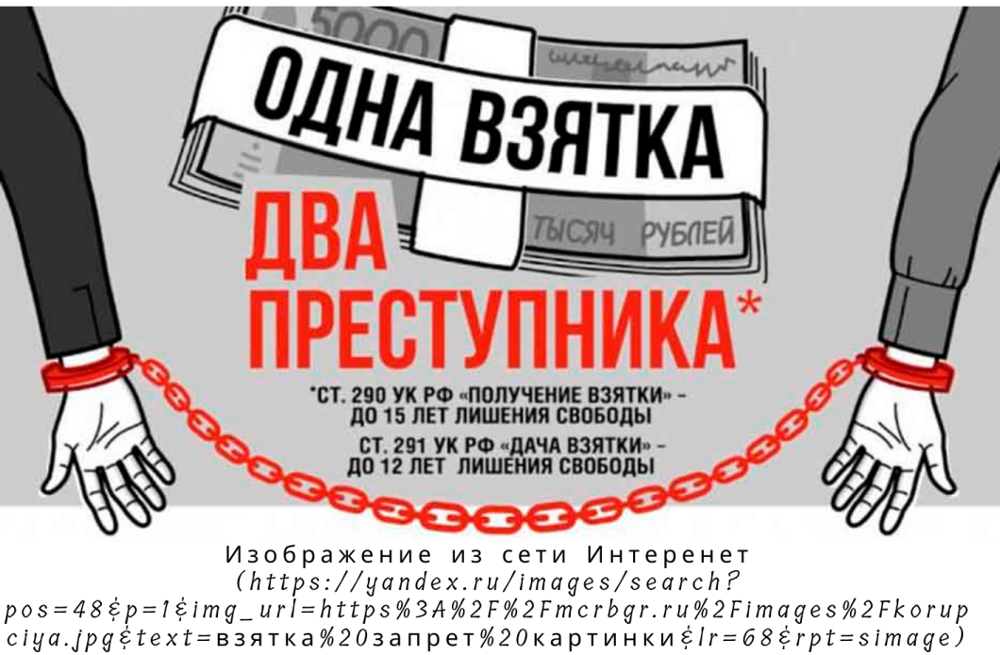 5000
ОДНА ВЗЯТКА
ТЫСЯЧ РУБЛЕЙ
ДВА
ПРЕСТУПНИКА*
*СТ. 290 УК РФ «ПОЛУЧЕНИЕ ВЗЯТКИ» –
ДО 15 ЛЕТ ЛИШЕНИЯ СВОБОДЫ
СТ. 291 УК РФ «ДАЧА ВЗЯТКИ» –
ДО 12 ЛЕТ ЛИШЕНИЯ СВОБОДЫ
Изображение из сети Интеренет
(https://yandex.ru/images/search?
pos=48&p=1&img_url=https%3A%2F%2Fmcrbgr.ru%2Fimages%2Fkorup
ciya.jpg&text=взятка%20запрет%20картинки&lr=68&rpt=simage)